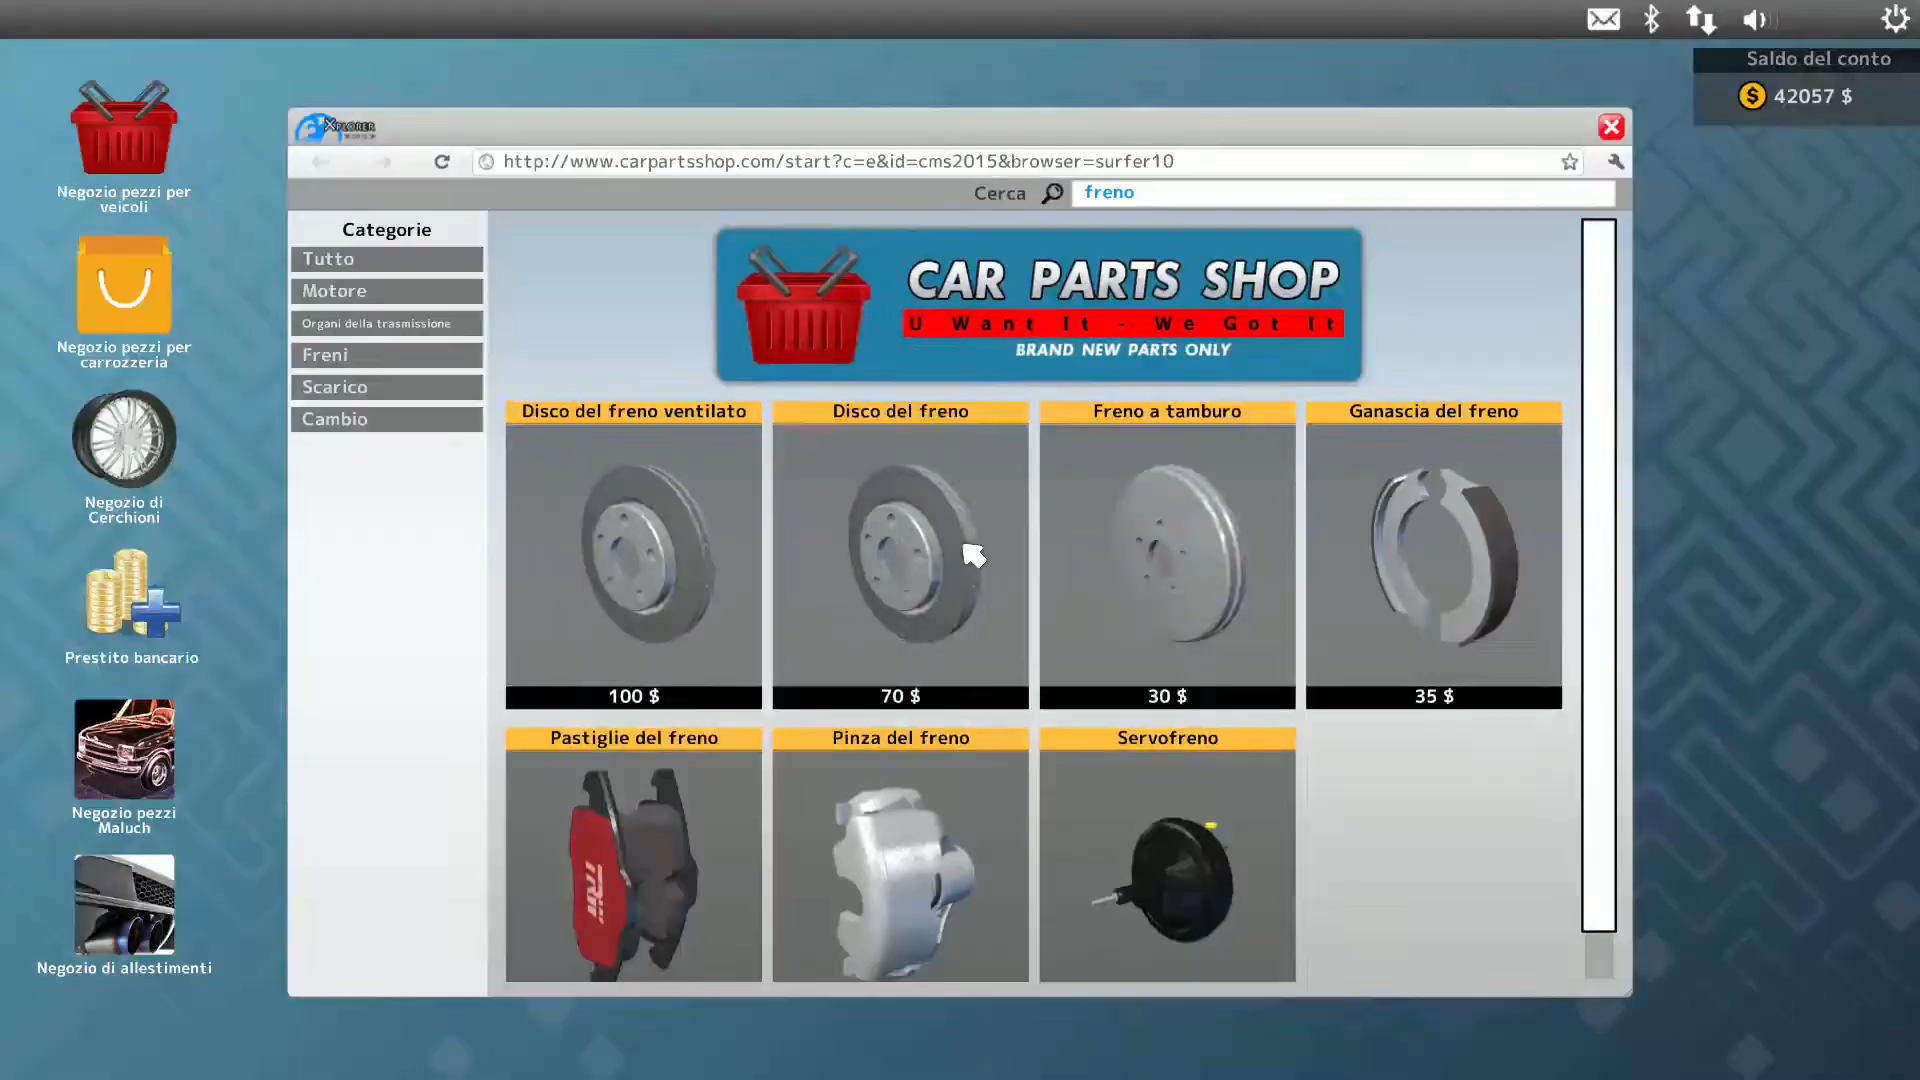 Saldo del conto
42057 $
Negozio pezzi per
veicoli
Negozio pezzi per
carrozzeria
Negozio di
Cerchioni
Prestito bancario
Negozio pezzi
Maluch
Negozio di allestimenti
XPLORER
http://www.carpartsshop.com/start?c=e&id=cms2015&browser=surfer10
Cerca
freno
Categorie
Tutto
Motore
Organi della trasmissione
Freni
Scarico
Cambio
CAR PARTS SHOP
U Want It - We Got It
BRAND NEW PARTS ONLY
Disco del freno ventilato
100 $
Disco del freno
70 $
Freno a tamburo
30 $
Ganascia del freno
35 $
Pastiglie del freno
TRW
Pinza del freno
Servofreno